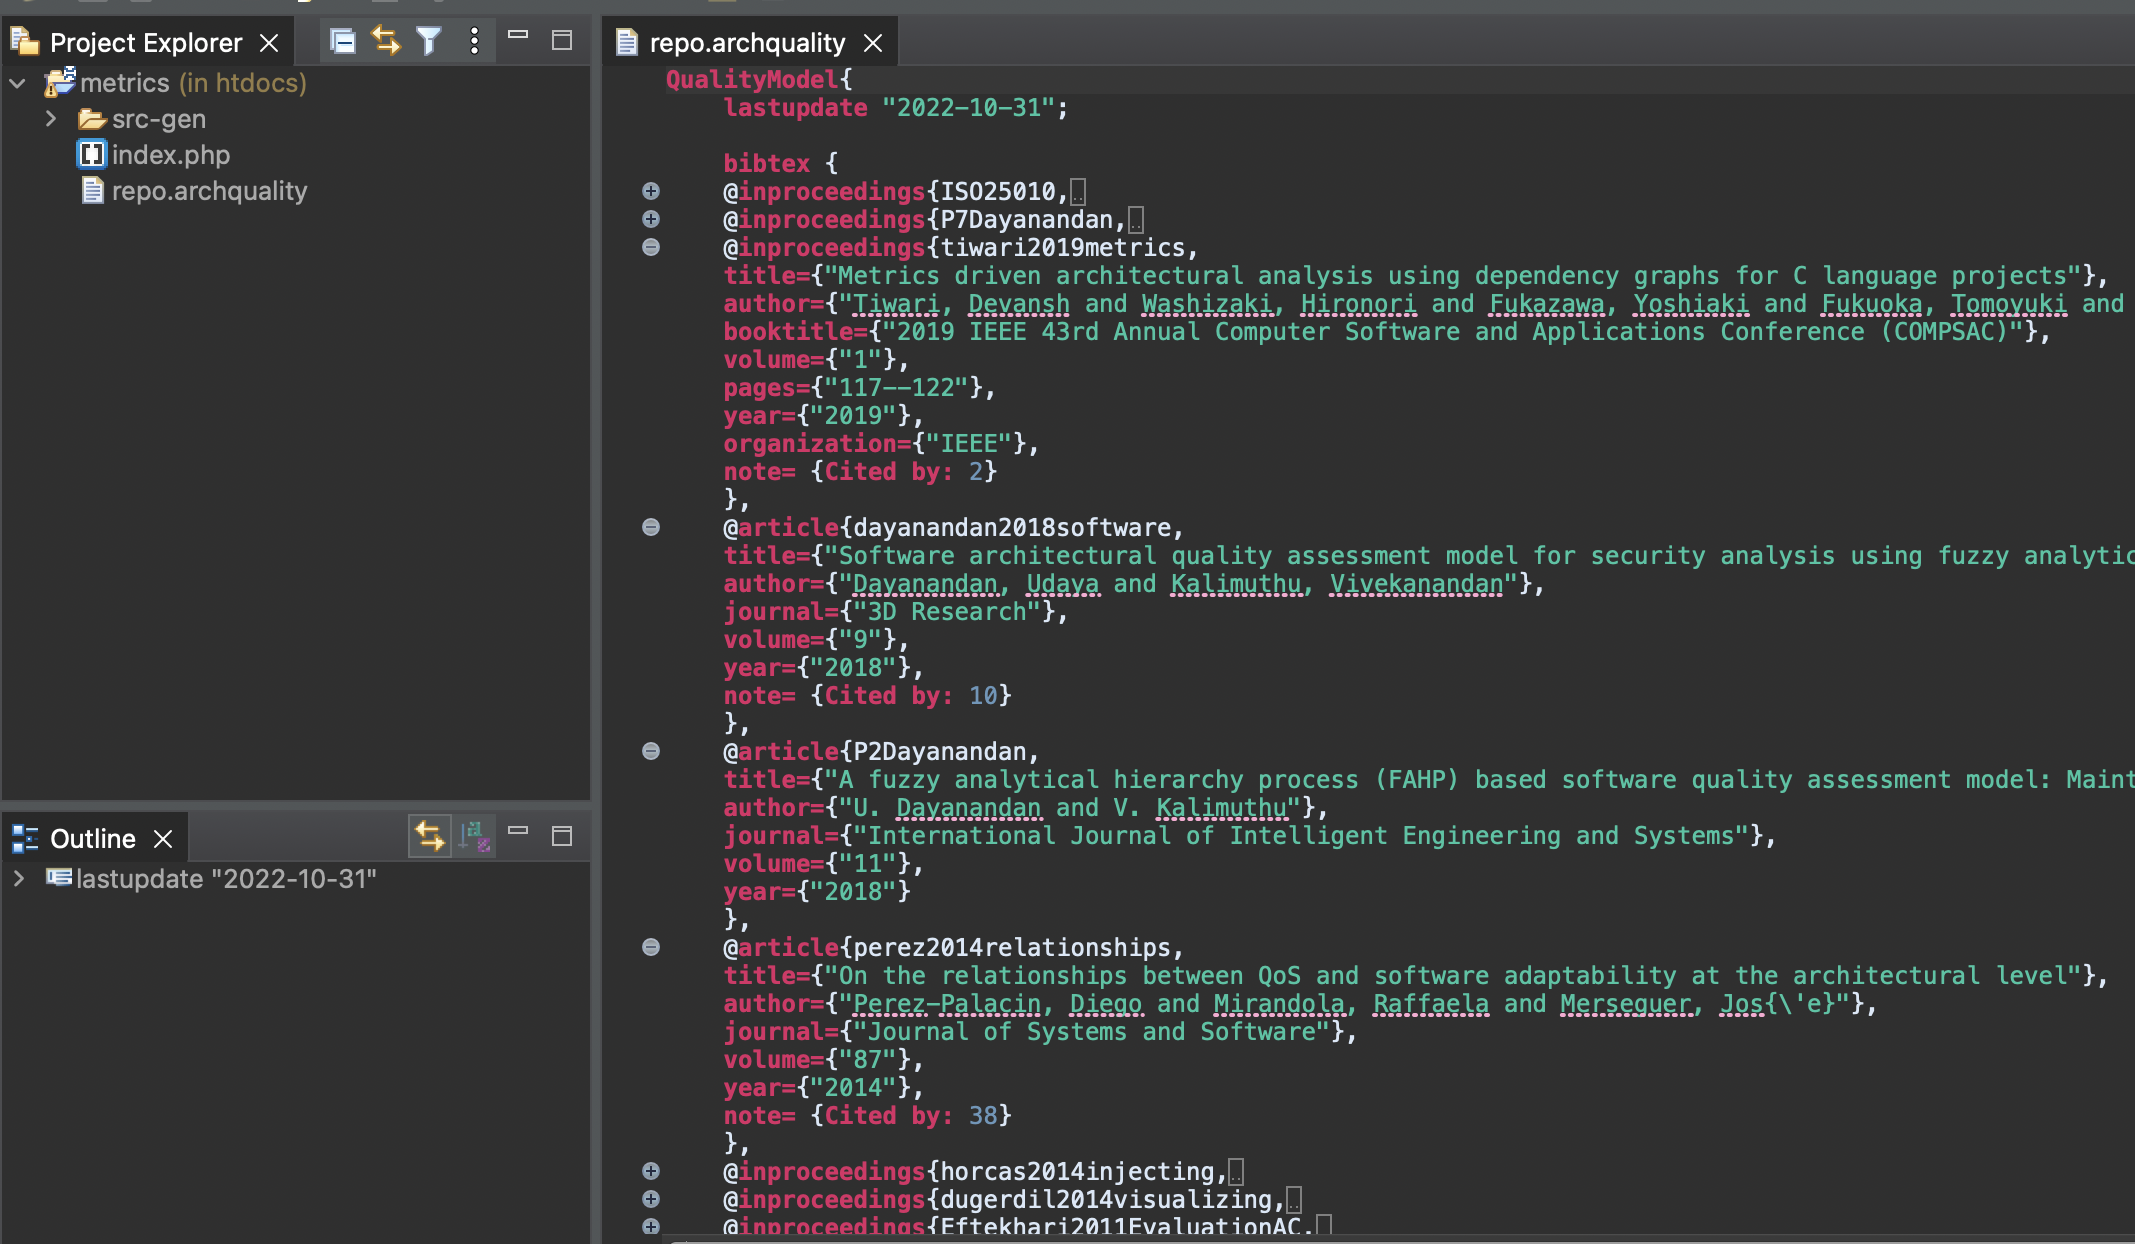 Project Explorer
metrics (in htdocs)
src-gen
index.php
repo.archquality
Outline
lastupdate "2022-10-31"
repo.archquality
QualityModel{
lastupdate "2022-10-31";
bibtex {
@inproceedings{ISO25010,
@inproceedings{P7Dayanandan,
@inproceedings{tiwari2019metrics,
title={"Metrics driven architectural analysis using dependency graphs for C language projects"},
author={"Tiwari, Devansh and Washizaki, Hironori and Fukazawa, Yoshiaki and Fukuoka, Tomoyuki and
booktitle={"2019 IEEE 43rd Annual Computer Software and Applications Conference (COMPSAC)"},
volume={"1"},
pages={"117--122"},
year={"2019"},
organization={"IEEE"},
note= {Cited by: 2}
},
@article{dayanandan2018software,
title={"Software architectural quality assessment model for security analysis using fuzzy analytic
author={"Dayanandan, Udaya and Kalimuthu, Vivekanandan"},
journal={"3D Research"},
volume={"9"},
year={"2018"},
note= {Cited by: 10}
},
@article{P2Dayanandan,
title={"A fuzzy analytical hierarchy process (FAHP) based software quality assessment model: Maint
author={"U. Dayanandan and V. Kalimuthu"},
journal={"International Journal of Intelligent Engineering and Systems"},
volume={"11"},
year={"2018"}
},
@article{perez2014relationships,
title={"On the relationships between QoS and software adaptability at the architectural level"},
author={"Perez-Palacin, Diego and Mirandola, Raffaela and Merseguer, Jos{\'e}"},
journal={"Journal of Systems and Software"},
volume={"87"},
year={"2014"},
note= {Cited by: 38}
},
@inproceedings{horcas2014injecting,
@inproceedings{dugerdil2014visualizing,
@inproceedings{Eftekhari2011EvaluationAC,